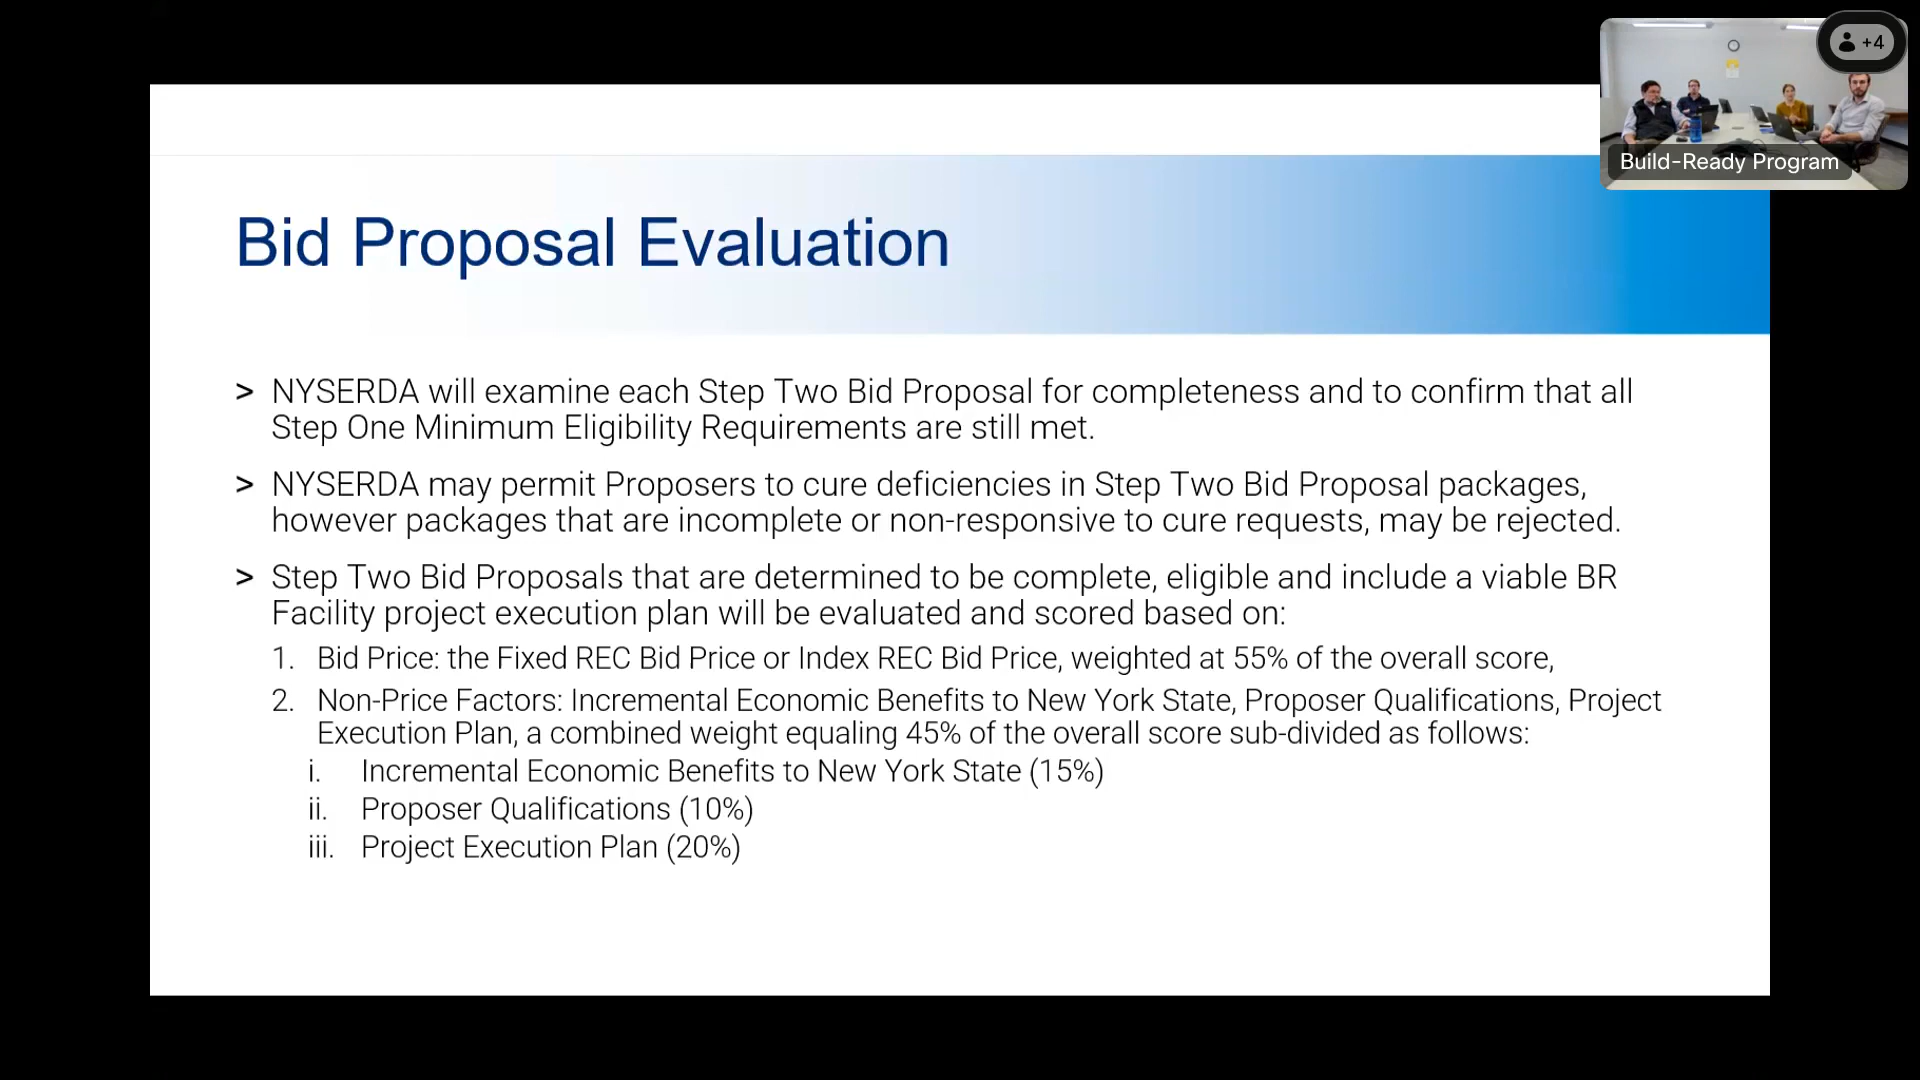 +4
Build-Ready Program
Bid Proposal Evaluation
> NYSERDA will examine each Step Two Bid Proposal for completeness and to confirm that all
Step One Minimum Eligibility Requirements are still met.
> NYSERDA may permit Proposers to cure deficiencies in Step Two Bid Proposal packages,
however packages that are incomplete or non-responsive to cure requests, may be rejected.
> Step Two Bid Proposals that are determined to be complete, eligible and include a viable BR
Facility project execution plan will be evaluated and scored based on:
1. Bid Price: the Fixed REC Bid Price or Index REC Bid Price, weighted at 55% of the overall score,
2. Non-Price Factors: Incremental Economic Benefits to New York State, Proposer Qualifications, Project
Execution Plan, a combined weight equaling 45% of the overall score sub-divided as follows:
i. Incremental Economic Benefits to New York State (15%)
ii. Proposer Qualifications (10%)
iii. Project Execution Plan (20%)